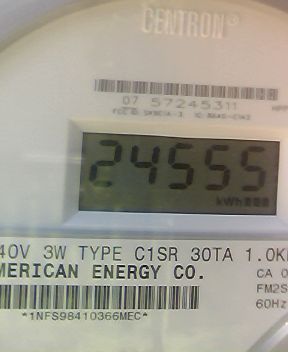 CENTRON®
07 57245311
24555
kWh
40V 3W TYPE C1SR 30TA 1.0K
MERICAN ENERGY CO.
CA 0
FM2S
60Hz
*1NFS98410366MEC*